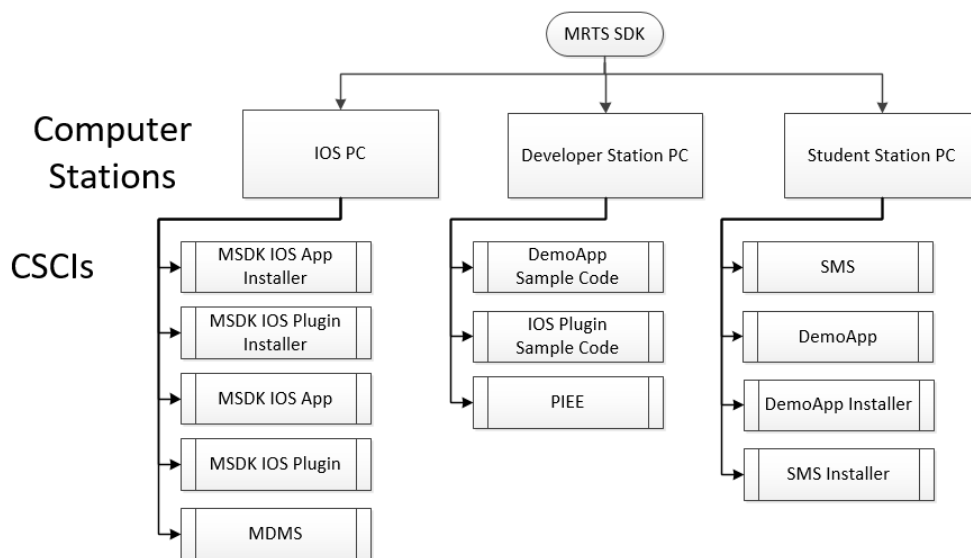 MRTS SDK
Computer
Stations
IOS PC
Developer Station PC
Student Station PC
CSCIs
MSDK IOS App
Installer
MSDK IOS Plugin
Installer
MSDK IOS App
MSDK IOS Plugin
MDMS
DemoApp
Sample Code
IOS Plugin
Sample Code
PIEE
SMS
DemoApp
DemoApp Installer
SMS Installer